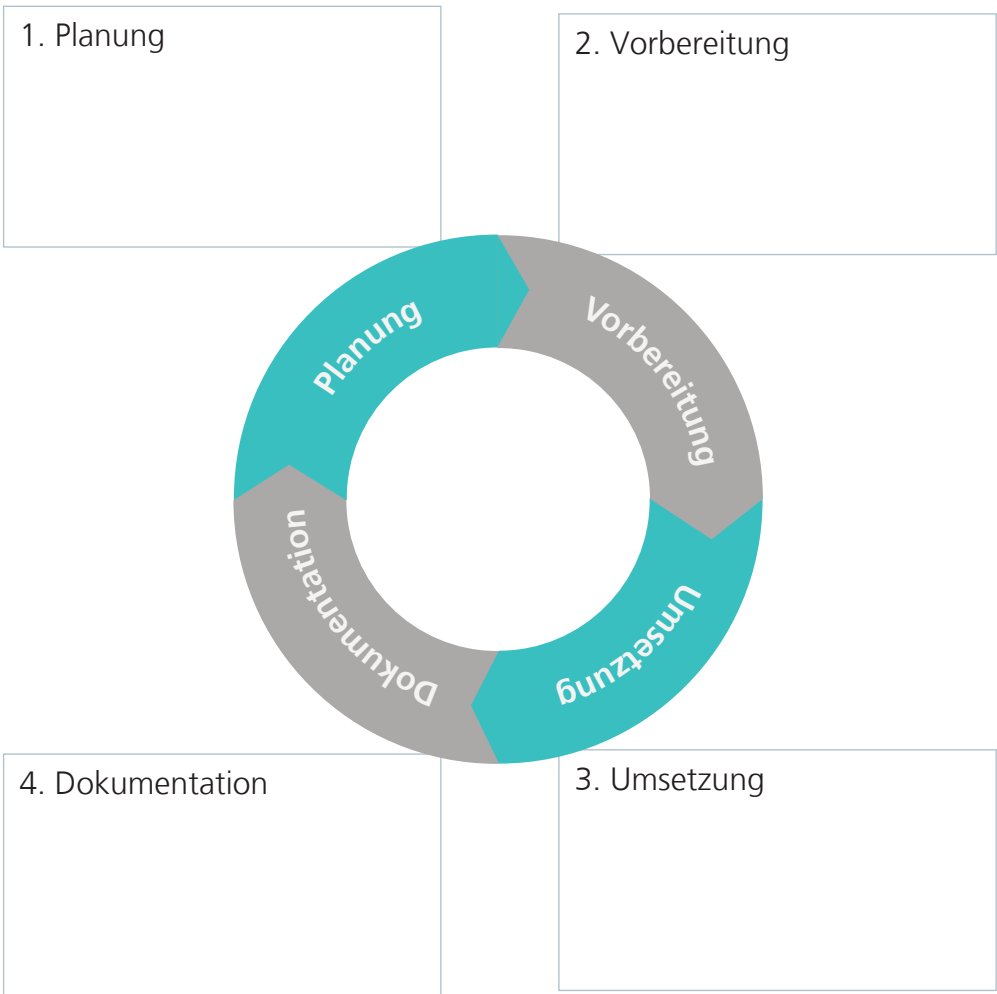 1. Planung
2. Vorbereitung
Planung
Vorbereitung
Dokumentation
Umsetzung
4. Dokumentation
3. Umsetzung